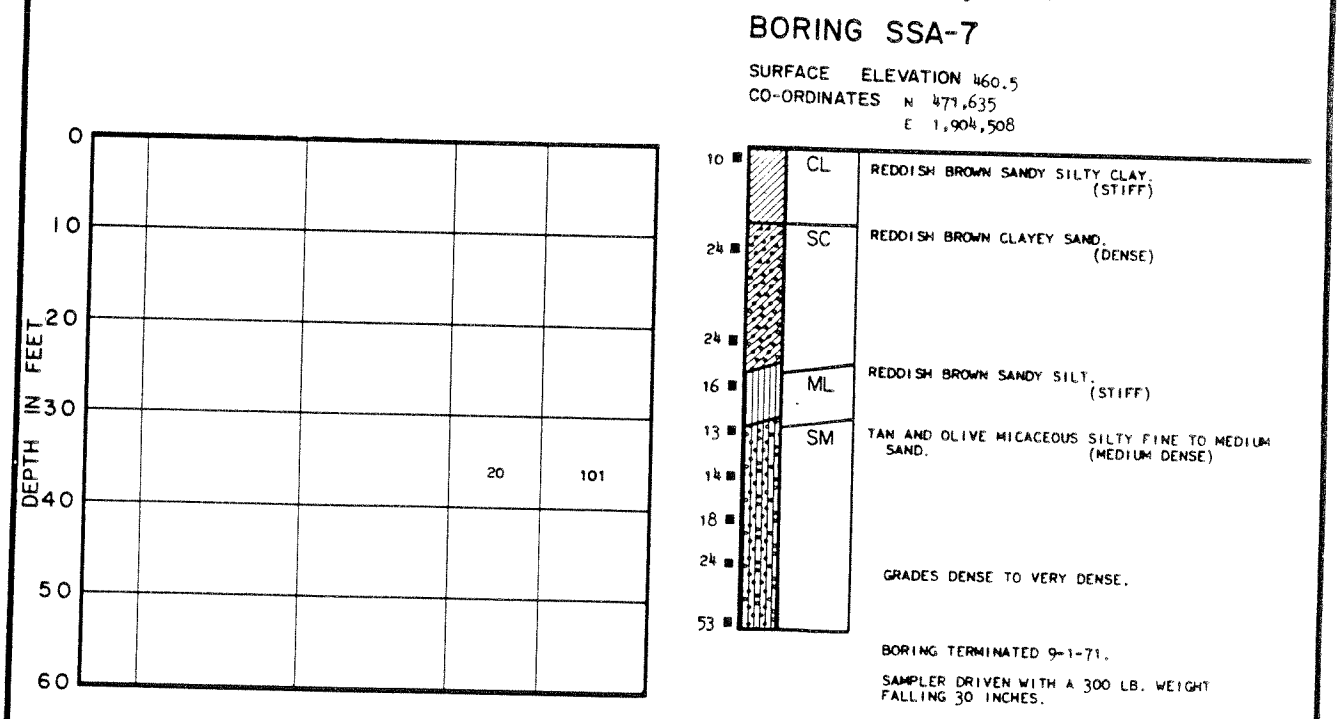 BORING SSA-7
SURFACE ELEVATION 460.5
CO-ORDINATES N 471,635
E 1,904,508
DEPTH IN FEET
0
10
20
30
40
50
60
20 101
10 CL REDDISH BROWN SANDY SILTY CLAY.
(STIFF)
24 SC REDDISH BROWN CLAYEY SAND.
(DENSE)
24
16 ML REDDISH BROWN SANDY SILT.
(STIFF)
13 SM TAN AND OLIVE MICACEOUS SILTY FINE TO MEDIUM
SAND. (MEDIUM DENSE)
14
18
24
GRADES DENSE TO VERY DENSE.
53
BORING TERMINATED 9-1-71.
SAMPLER DRIVEN WITH A 300 LB. WEIGHT
FALLING 30 INCHES.